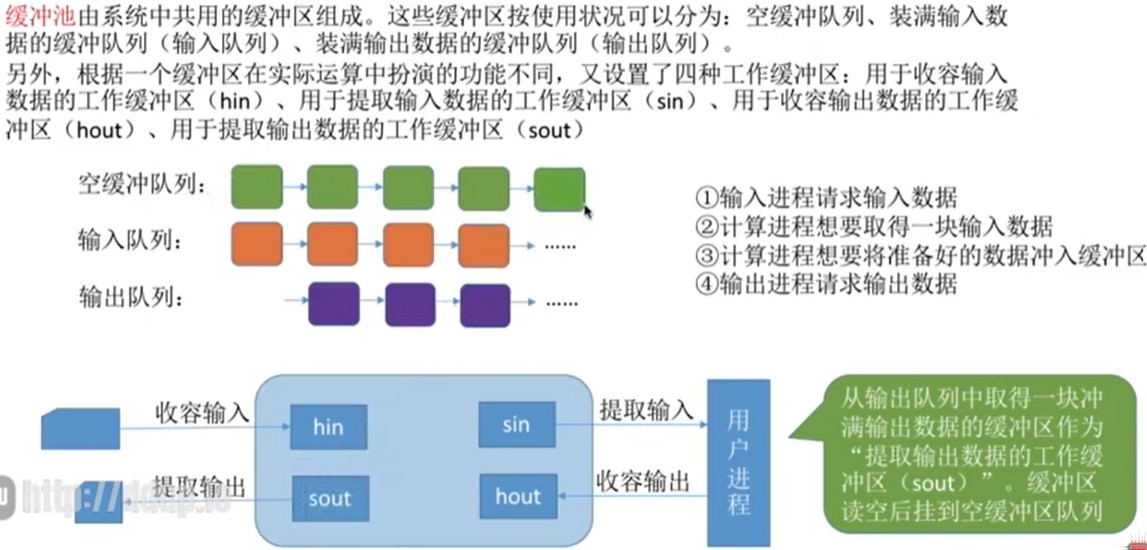 缓冲池由系统中共用的缓冲区组成。这些缓冲区按使用状况可以分为：空缓冲队列、装满输入数
据的缓冲队列（输入队列）、装满输出数据的缓冲队列（输出队列）。
另外，根据一个缓冲区在实际运算中扮演的功能不同，又设置了四种工作缓冲区：用于收容输入
数据的工作缓冲区（hin）、用于提取输入数据的工作缓冲区（sin）、用于收容输出数据的工作缓
冲区（hout）、用于提取输出数据的工作缓冲区（sout）
空缓冲队列：
输入队列：
......
输出队列：
......
①输入进程请求输入数据
②计算进程想要取得一块输入数据
③计算进程想要将准备好的数据冲入缓冲区
④输出进程请求输出数据
收容输入
hin
sin
提取输入
提取输出
sout
hout
收容输出
用户进程
从输出队列中取得一块冲
满输出数据的缓冲区作为
“提取输出数据的工作缓
冲区（sout）”。缓冲区
读空后挂到空缓冲区队列